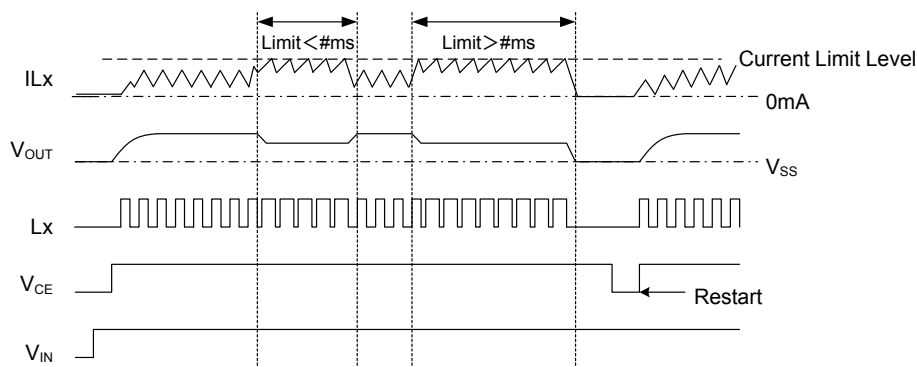 Limit＜#ms
Limit＞#ms
Current Limit Level
ILx
0mA
VOUT
VSS
Lx
VCE
Restart
VIN